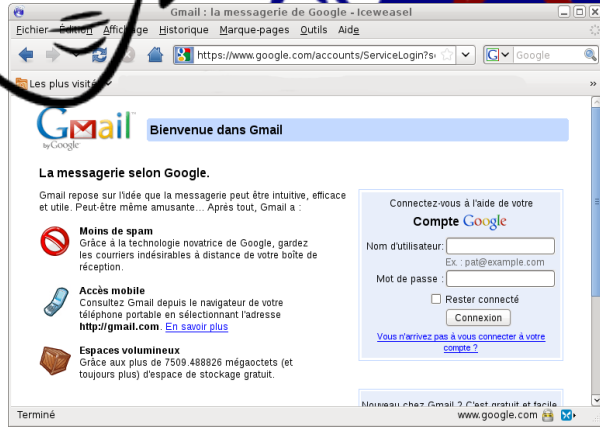 Gmail : la messagerie de Google - Iceweasel
Fichier Édition Affichage Historique Marque-pages Outils Aide
https://www.google.com/accounts/ServiceLogin?se
Google
Les plus visités
Gmail
by Google
Bienvenue dans Gmail
La messagerie selon Google.
Gmail repose sur l'idée que la messagerie peut être intuitive, efficace
et utile. Peut-être même amusante... Après tout, Gmail a :
Moins de spam
Grâce à la technologie novatrice de Google, gardez
les courriers indésirables à distance de votre boîte de
réception.
Accès mobile
Consultez Gmail depuis le navigateur de votre
téléphone portable en sélectionnant l'adresse
http://gmail.com. En savoir plus
Espaces volumineux
Grâce aux plus de 7509.488826 mégaoctets (et
toujours plus) d'espace de stockage gratuit.
Connectez-vous à l'aide de votre
Compte Google
Nom d'utilisateur:
Ex. : pat@example.com
Mot de passe :
Rester connecté
Connexion
Vous n'arrivez pas à vous connecter à votre
compte ?
Nouveau chez Gmail ? C'est gratuit et facile
Terminé
www.google.com